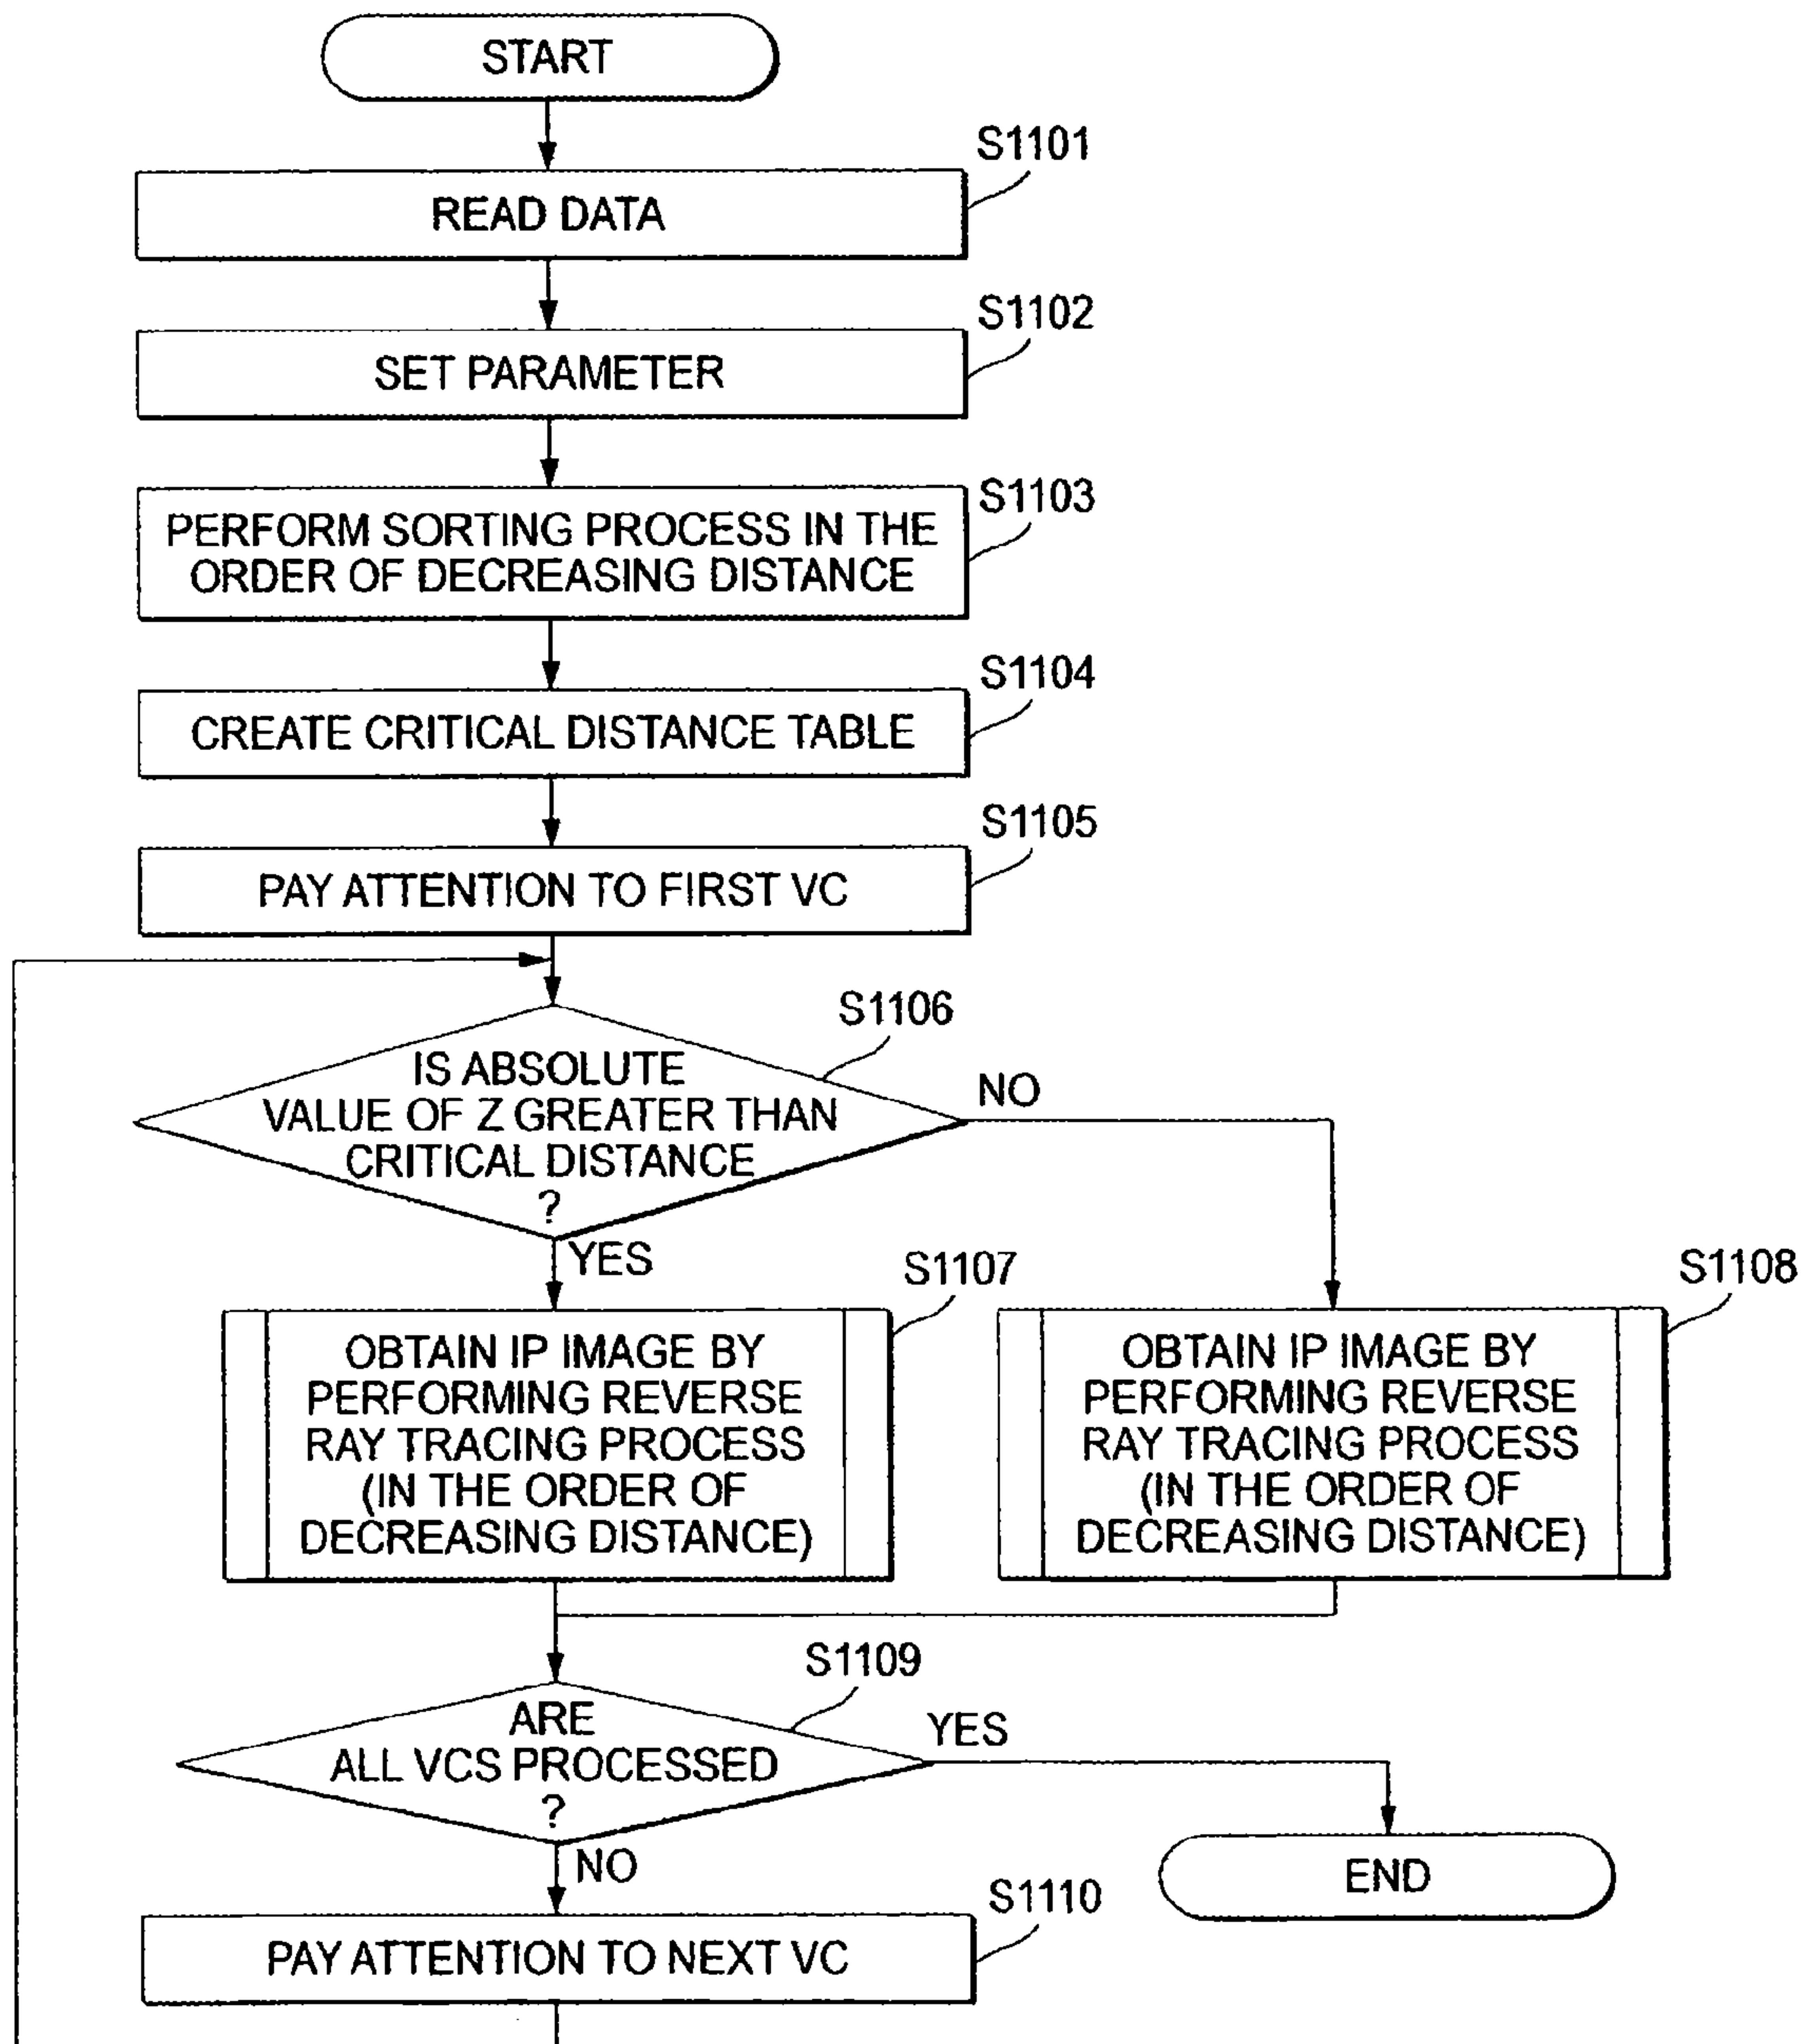 START
S1101
READ DATA
S1102
SET PARAMETER
S1103
PERFORM SORTING PROCESS IN THE
ORDER OF DECREASING DISTANCE
S1104
CREATE CRITICAL DISTANCE TABLE
S1105
PAY ATTENTION TO FIRST VC
S1106
IS ABSOLUTE
VALUE OF Z GREATER THAN
CRITICAL DISTANCE
?
NO
YES
S1107
OBTAIN IP IMAGE BY
PERFORMING REVERSE
RAY TRACING PROCESS
(IN THE ORDER OF
DECREASING DISTANCE)
S1108
OBTAIN IP IMAGE BY
PERFORMING REVERSE
RAY TRACING PROCESS
(IN THE ORDER OF
DECREASING DISTANCE)
S1109
ARE
ALL VCS PROCESSED
?
YES
NO
END
S1110
PAY ATTENTION TO NEXT VC